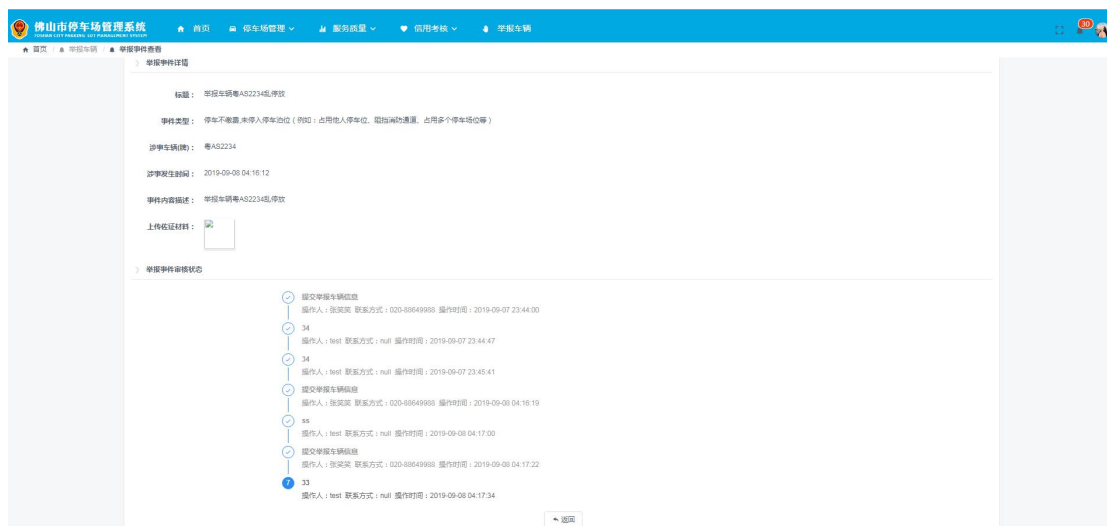 佛山市停车场管理系统
FOSHAN CITY PARKING LOT MANAGEMENT SYSTEM
首页
停车场管理
服务质量
信用考核
举报车辆
30
首页 / 举报车辆 / 举报事件查看
举报事件详情
标题： 举报车辆粤AS2234乱停放
事件类型： 停车不缴费,未停入停车泊位 ( 例如：占用他人停车位、阻挡消防通道、占用多个停车场位等 )
涉事车辆(牌)： 粤AS2234
涉事发生时间： 2019-09-08 04:16:12
事件内容描述： 举报车辆粤AS2234乱停放
上传佐证材料：
举报事件审核状态
提交举报车辆信息
操作人：张笑笑 联系方式：020-88649988 操作时间：2019-09-07 23:44:00
34
操作人：test 联系方式：null 操作时间：2019-09-07 23:44:47
34
操作人：test 联系方式：null 操作时间：2019-09-07 23:45:41
提交举报车辆信息
操作人：张笑笑 联系方式：020-88649988 操作时间：2019-09-08 04:16:19
ss
操作人：test 联系方式：null 操作时间：2019-09-08 04:17:00
提交举报车辆信息
操作人：张笑笑 联系方式：020-88649988 操作时间：2019-09-08 04:17:22
7 33
操作人：test 联系方式：null 操作时间：2019-09-08 04:17:34
返回